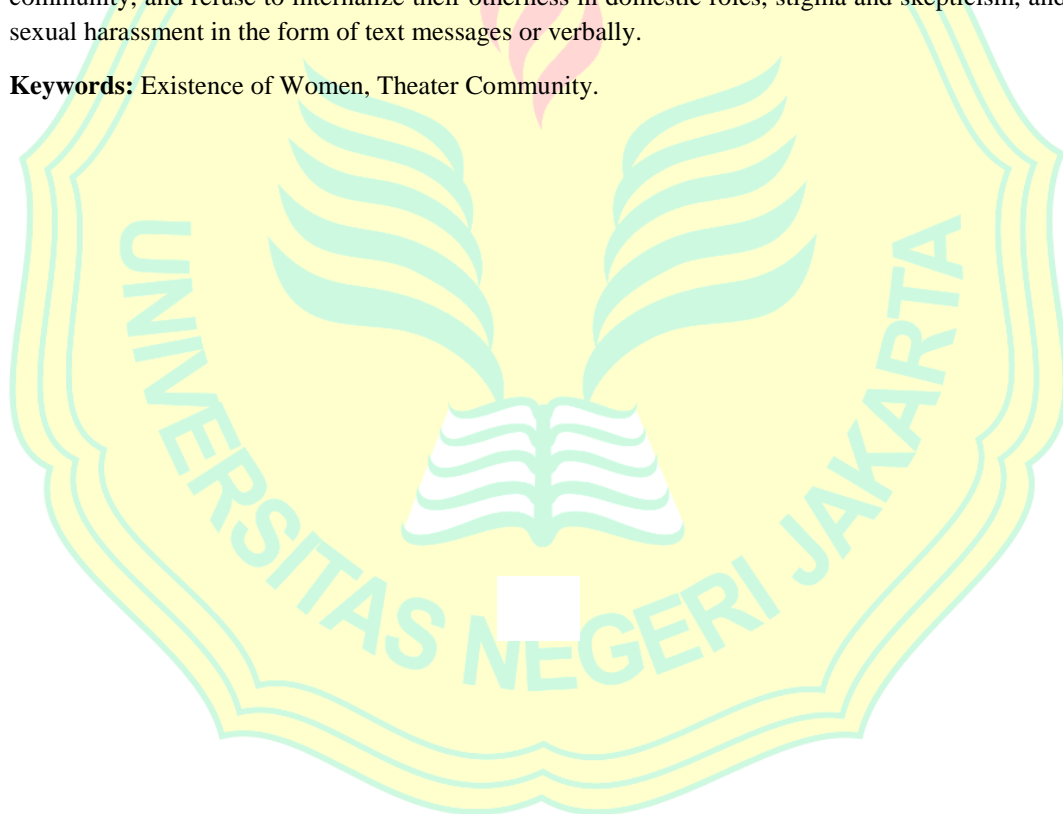 community, and refuse to internalize their otherness in domestic roles, stigma and skepticism, and
sexual harassment in the form of text messages or verbally.
Keywords: Existence of Women, Theater Community.
UNIVERSITAS NEGERI JAKARTA